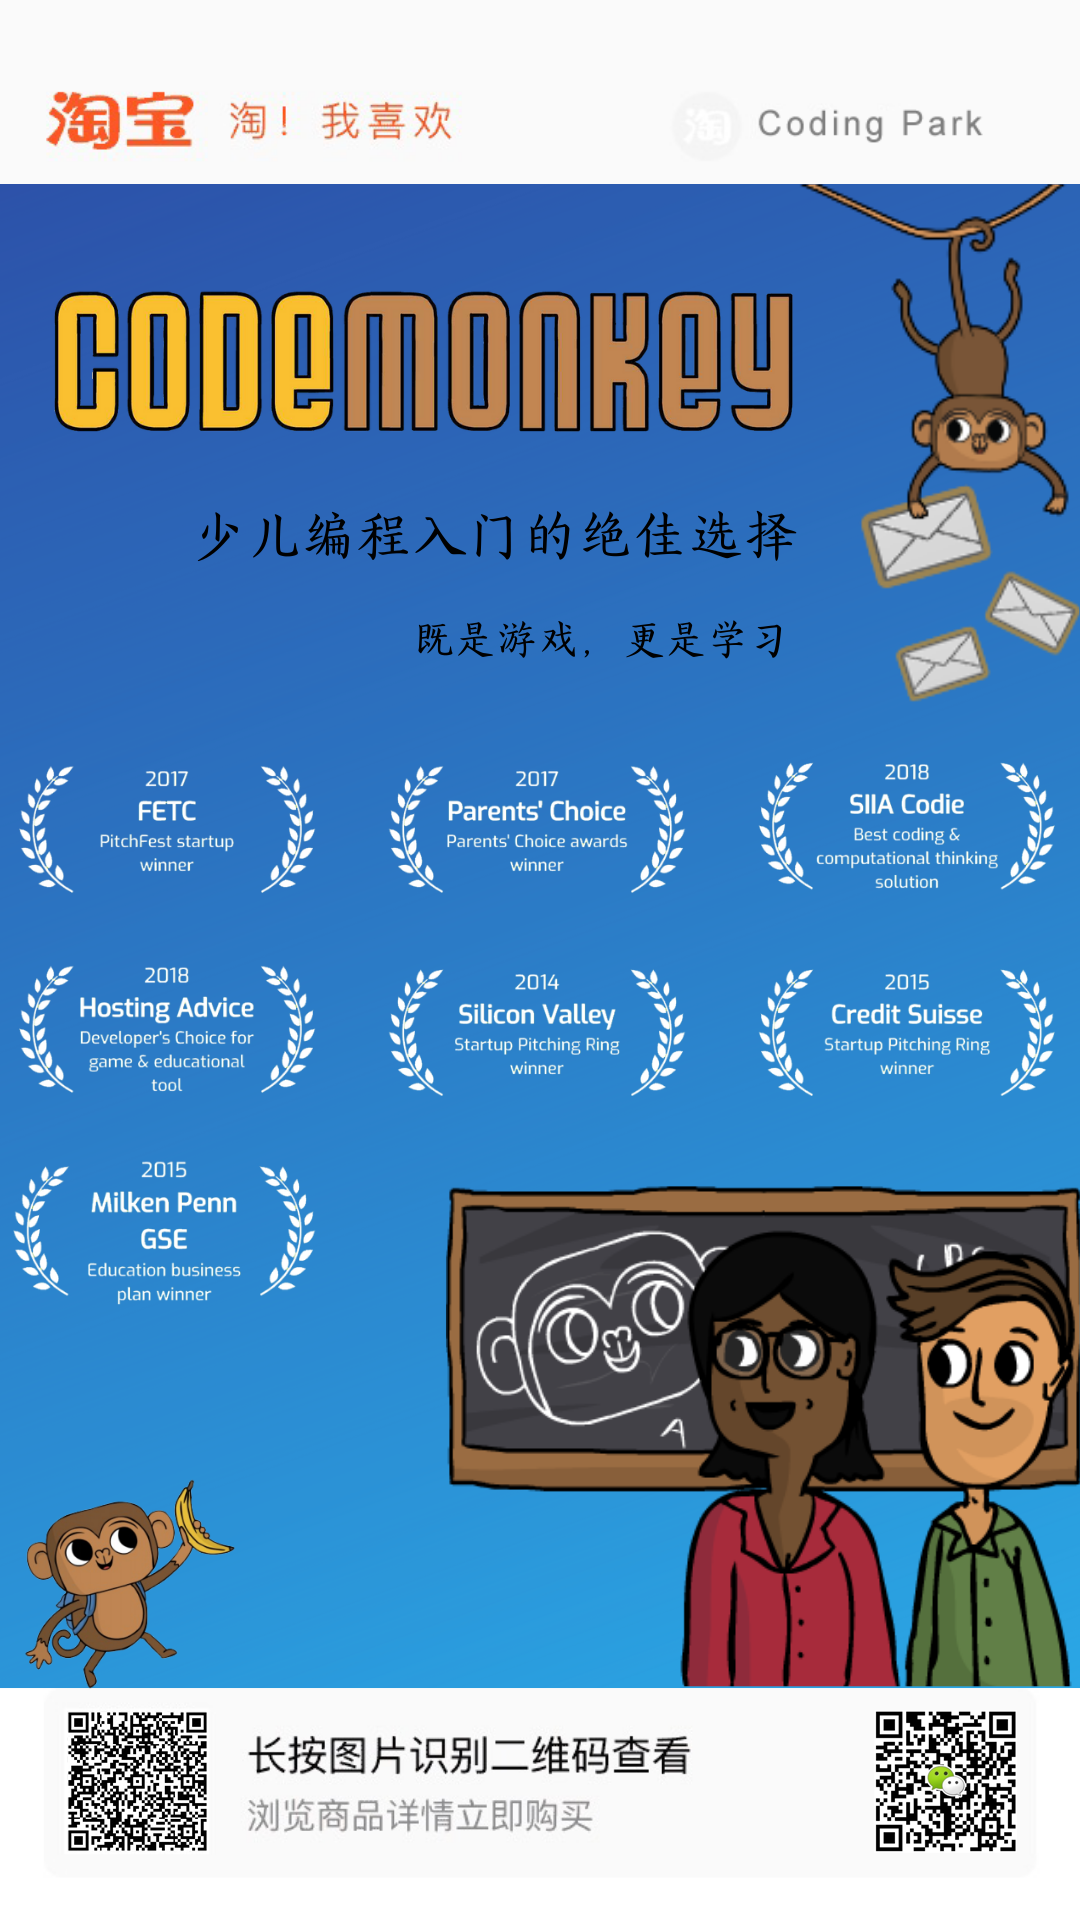 淘宝 淘！我喜欢
淘 Coding Park
CODEMONKEY
少儿编程入门的绝佳选择
既是游戏，更是学习
2017
FETC
PitchFest startup
winner
2017
Parents' Choice
Parents' Choice awards
winner
2018
SIIA Codie
Best coding &
computational thinking
solution
2018
Hosting Advice
Developer's Choice for
game & educational
tool
2014
Silicon Valley
Startup Pitching Ring
winner
2015
Credit Suisse
Startup Pitching Ring
winner
2015
Milken Penn
GSE
Education business
plan winner
A
长按图片识别二维码查看
浏览商品详情立即购买